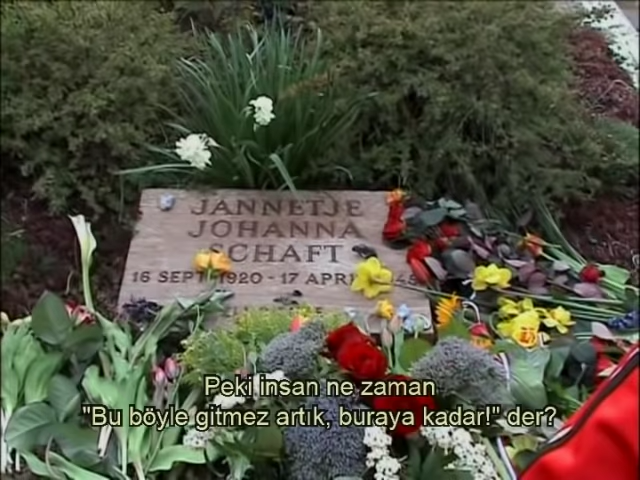 JANNETJE
JOHANNA
SCHAFT
16 SEPT 1920 - 17 APRIL
Peki insan ne zaman
"Bu böyle gitmez artık, buraya kadar!" der?